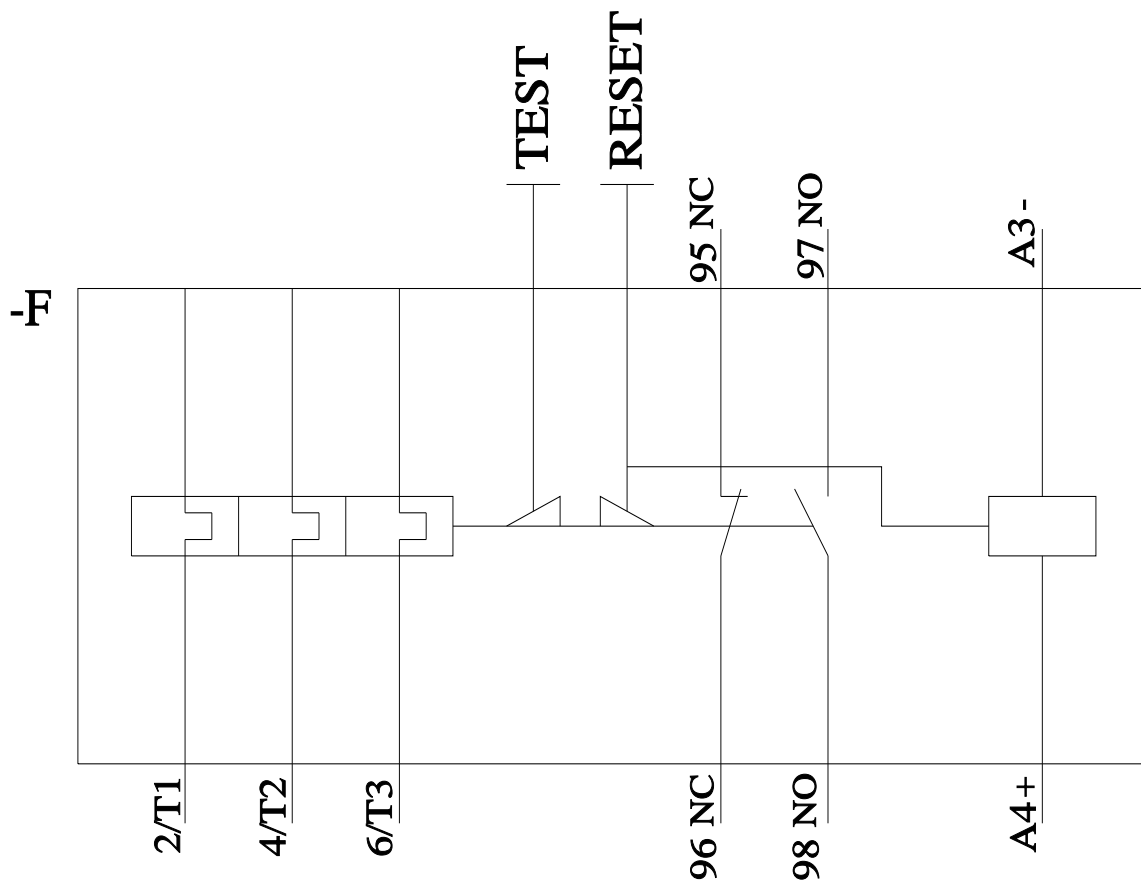 TEST
RESET
95 NC
97 NO
A3-
-F
2/T1
4/T2
6/T3
96 NC
98 NO
A4+